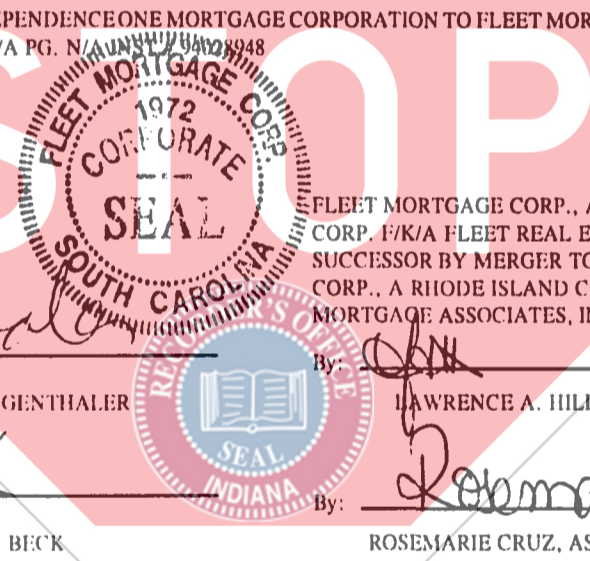 PENDENCE ONE MORTGAGE CORPORATION TO FLEET MOR
/A PG. N/A INST # 94028948
STOP
FLEET MORTGAGE CORP.
1972
CORPORATE
SEAL
SOUTH CAROLINA
FLEET MORTGAGE CORP., A
CORP. F/K/A FLEET REAL E
SUCCESSOR BY MERGER TO
CORP., A RHODE ISLAND C
MORTGAGE ASSOCIATES, IN
By:
GENTHALER
LAWRENCE A. HILL
RECORDER'S OFFICE
SEAL
INDIANA
By:
BECK
ROSEMARIE CRUZ, AS